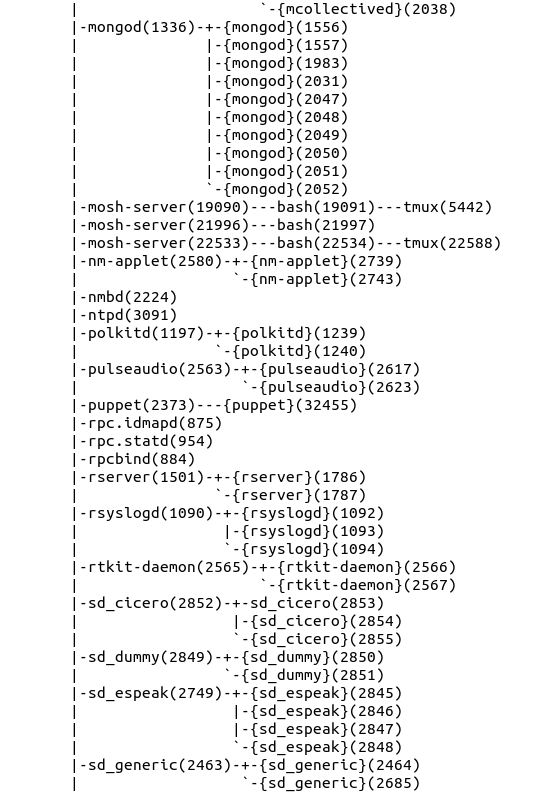 |                    `-{mcollectived}(2038)
|-mongod(1336)-+-{mongod}(1556)
|              |-{mongod}(1557)
|              |-{mongod}(1983)
|              |-{mongod}(2031)
|              |-{mongod}(2047)
|              |-{mongod}(2048)
|              |-{mongod}(2049)
|              |-{mongod}(2050)
|              |-{mongod}(2051)
|              `-{mongod}(2052)
|-mosh-server(19090)---bash(19091)---tmux(5442)
|-mosh-server(21996)---bash(21997)
|-mosh-server(22533)---bash(22534)---tmux(22588)
|-nm-applet(2580)-+-{nm-applet}(2739)
|                 `-{nm-applet}(2743)
|-nmbd(2224)
|-ntpd(3091)
|-polkitd(1197)-+-{polkitd}(1239)
|               `-{polkitd}(1240)
|-pulseaudio(2563)-+-{pulseaudio}(2617)
|                  `-{pulseaudio}(2623)
|-puppet(2373)---{puppet}(32455)
|-rpc.idmapd(875)
|-rpc.statd(954)
|-rpcbind(884)
|-rserver(1501)-+-{rserver}(1786)
|               `-{rserver}(1787)
|-rsyslogd(1090)-+-{rsyslogd}(1092)
|                |-{rsyslogd}(1093)
|                `-{rsyslogd}(1094)
|-rtkit-daemon(2565)-+-{rtkit-daemon}(2566)
|                    `-{rtkit-daemon}(2567)
|-sd_cicero(2852)-+-sd_cicero(2853)
|                 |-{sd_cicero}(2854)
|                 `-{sd_cicero}(2855)
|-sd_dummy(2849)-+-{sd_dummy}(2850)
|                `-{sd_dummy}(2851)
|-sd_espeak(2749)-+-{sd_espeak}(2845)
|                 |-{sd_espeak}(2846)
|                 |-{sd_espeak}(2847)
|                 `-{sd_espeak}(2848)
|-sd_generic(2463)-+-{sd_generic}(2464)
|                  `-{sd_generic}(2685)